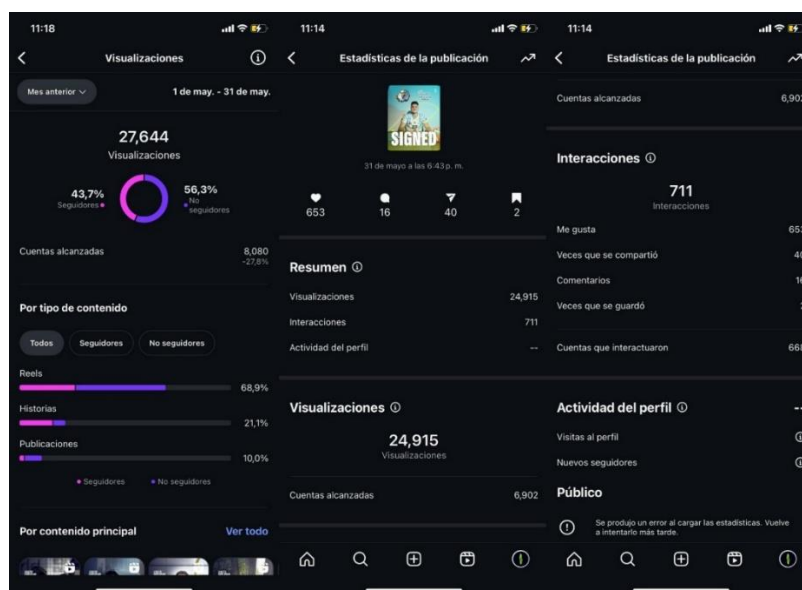 11:18
Visualizaciones
Mes anterior
1 de may. - 31 de may.
27,644
Visualizaciones
43,7%
Seguidores
56,3%
No
seguidores
Cuentas alcanzadas
8,080
-27,8%
Por tipo de contenido
Todos
Seguidores
No seguidores
Reels
68,9%
Historias
21,1%
Publicaciones
10,0%
Seguidores
No seguidores
Por contenido principal
Ver todo
11:14
Estadísticas de la publicación
SIGNED
31 de mayo a las 6:43 p. m.
653
16
40
2
Resumen
Visualizaciones
24,915
Interacciones
711
Actividad del perfil
--
Visualizaciones
24,915
Visualizaciones
Cuentas alcanzadas
6,902
11:14
Estadísticas de la publicación
Cuentas alcanzadas
6,902
Interacciones
711
Interacciones
Me gusta
653
Veces que se compartió
40
Comentarios
16
Veces que se guardó
Cuentas que interactuaron
668
Actividad del perfil
--
Visitas al perfil
Nuevos seguidores
Público
Se produjo un error al cargar las estadísticas. Vuelve
a intentarlo más tarde.